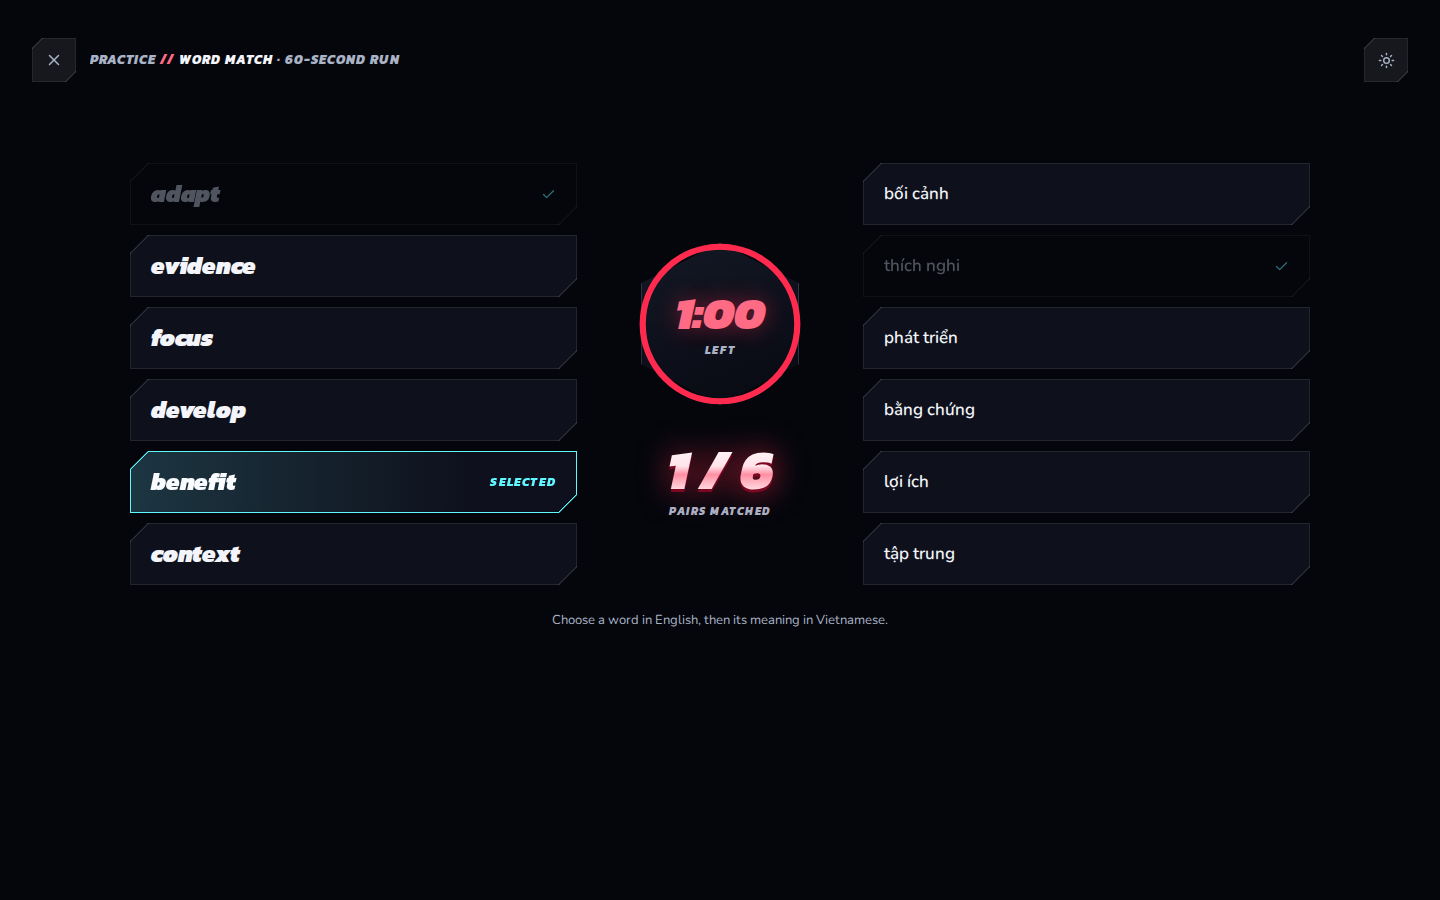 PRACTICE // WORD MATCH · 60-SECOND RUN
adapt
evidence
focus
develop
benefit SELECTED
context
1:00
LEFT
1 / 6
PAIRS MATCHED
bối cảnh
thích nghi
phát triển
bằng chứng
lợi ích
tập trung
Choose a word in English, then its meaning in Vietnamese.